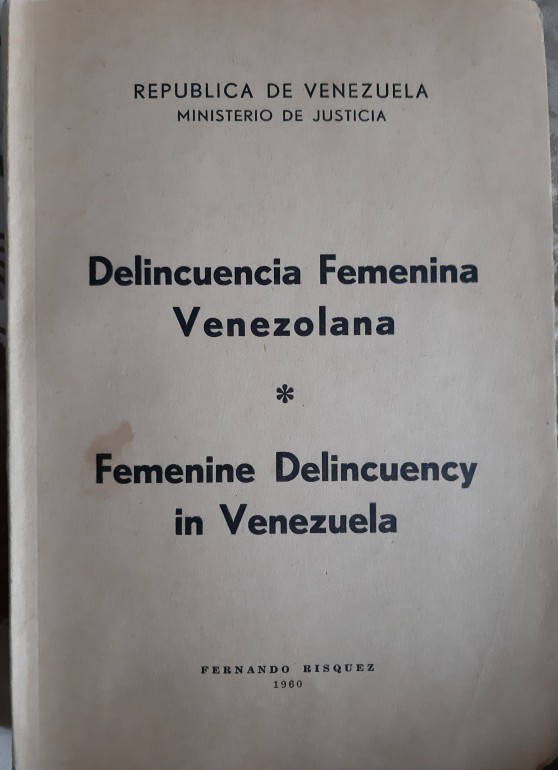 REPUBLICA DE VENEZUELA
MINISTERIO DE JUSTICIA
Delincuencia Femenina
Venezolana
*
Femenine Delincuency
in Venezuela
FERNANDO RISQUEZ
1960